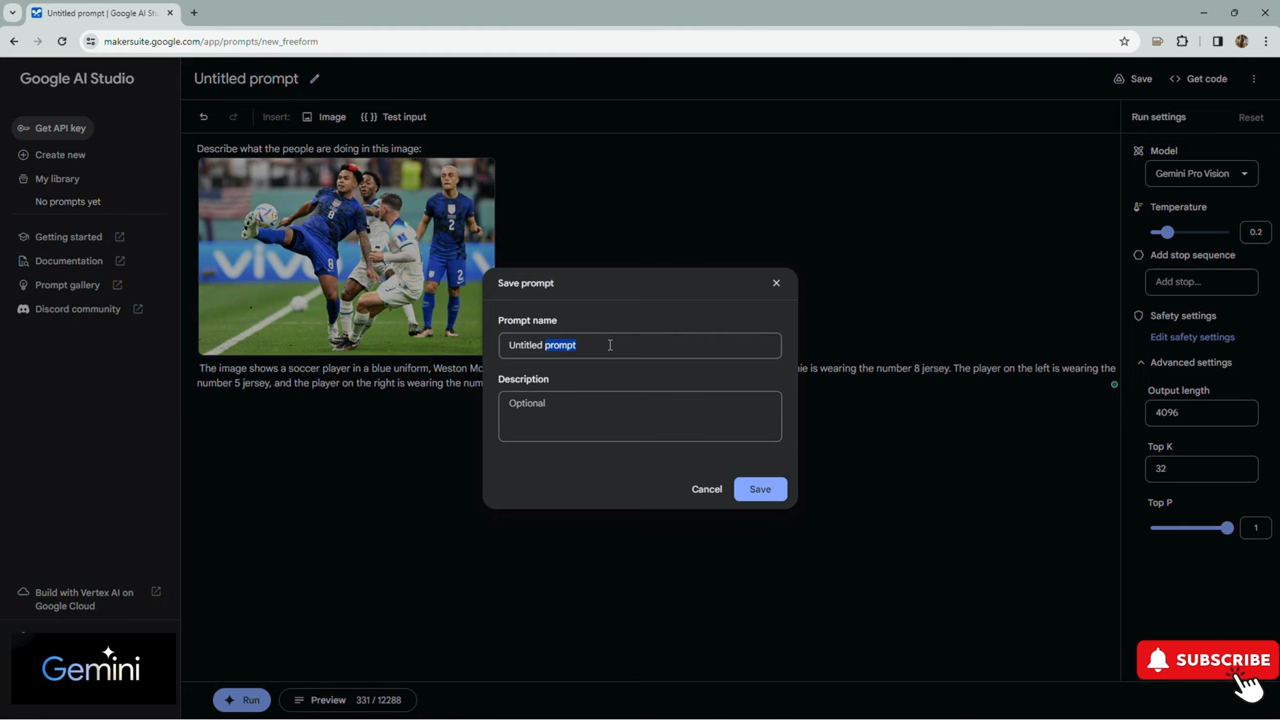 Untitled prompt | Google AI Stu
makersuite.google.com/app/prompts/new_freeform
Google AI Studio
Untitled prompt
Save
Get code
Get API key
Insert:
Image
{{ }} Test input
Run settings
Reset
Create new
My library
No prompts yet
Getting started
Documentation
Prompt gallery
Discord community
Describe what the people are doing in this image:
8
2
2
vivo
The image shows a soccer player in a blue uniform, Weston Mc
nie is wearing the number 8 jersey. The player on the left is wearing the
number 5 jersey, and the player on the right is wearing the num
Save prompt
Prompt name
Untitled prompt
Description
Optional
Cancel
Save
Model
Gemini Pro Vision
Temperature
0.2
Add stop sequence
Add stop...
Safety settings
Edit safety settings
Advanced settings
Output length
4096
Top K
32
Top P
1
Build with Vertex AI on
Google Cloud
Gemini
Run
Preview
331 / 12288
SUBSCRIBE